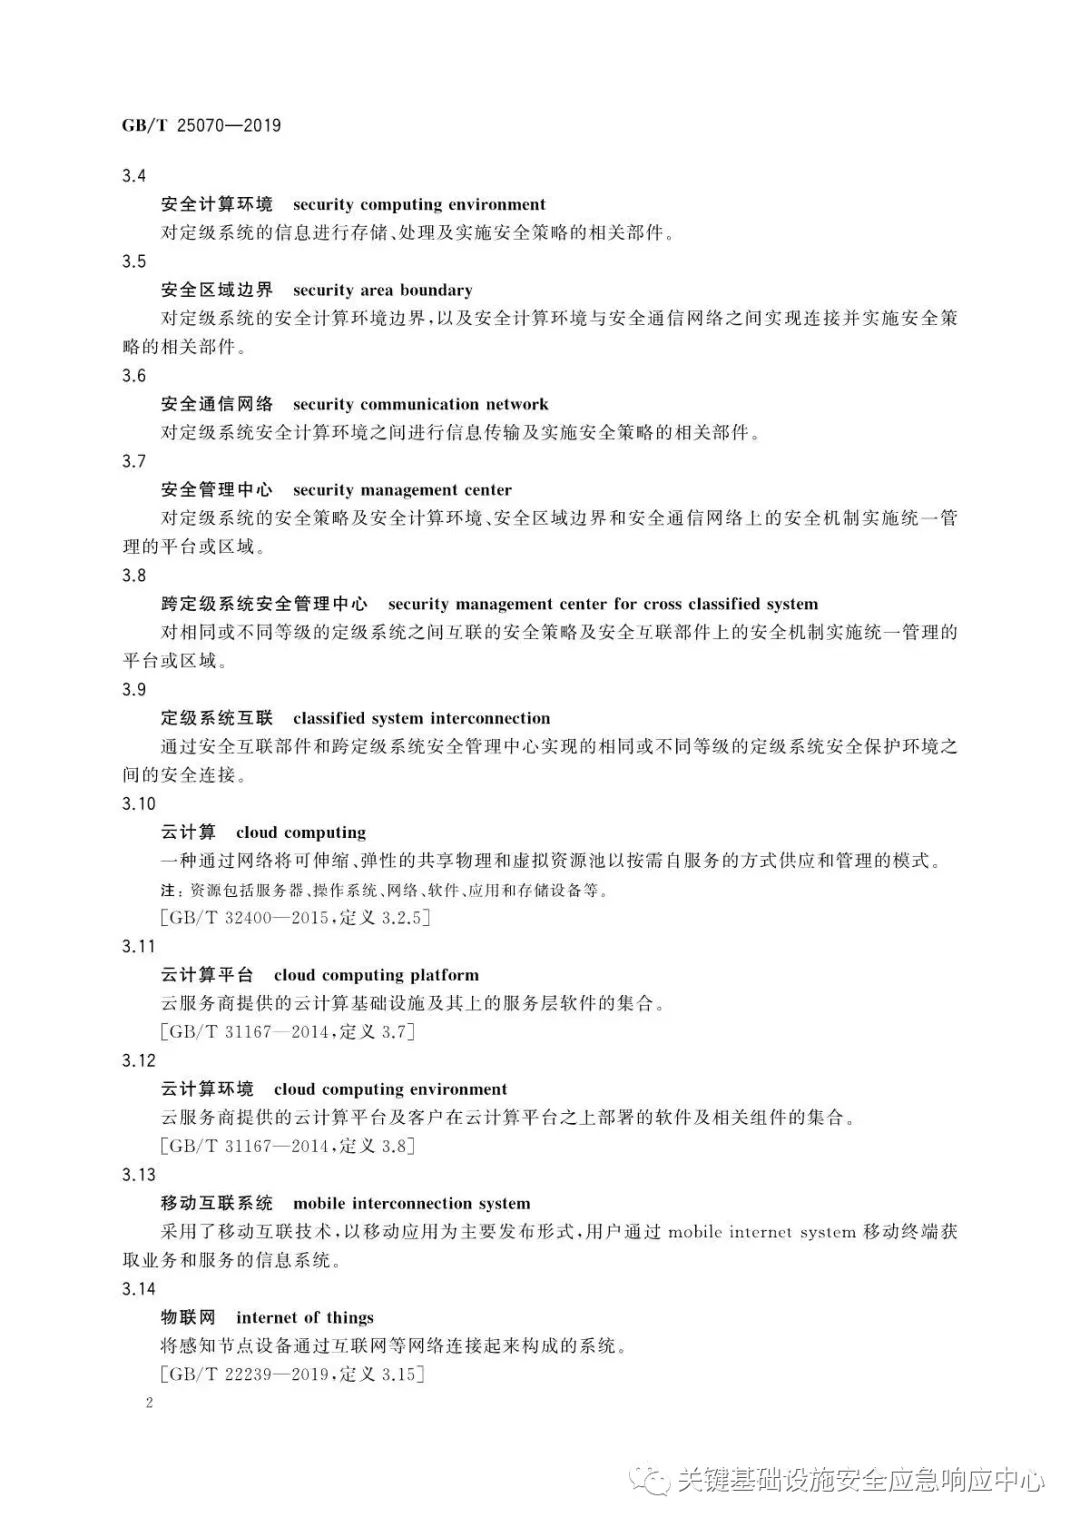 GB/T 25070—2019
3.4
安全计算环境 security computing environment
对定级系统的信息进行存储、处理及实施安全策略的相关部件。
3.5
安全区域边界 security area boundary
对定级系统的安全计算环境边界,以及安全计算环境与安全通信网络之间实现连接并实施安全策
略的相关部件。
3.6
安全通信网络 security communication network
对定级系统安全计算环境之间进行信息传输及实施安全策略的相关部件。
3.7
安全管理中心 security management center
对定级系统的安全策略及安全计算环境、安全区域边界和安全通信网络上的安全机制实施统一管
理的平台或区域。
3.8
跨定级系统安全管理中心 security management center for cross classified system
对相同或不同等级的定级系统之间互联的安全策略及安全互联部件上的安全机制实施统一管理的
平台或区域。
3.9
定级系统互联 classified system interconnection
通过安全互联部件和跨定级系统安全管理中心实现的相同或不同等级的定级系统安全保护环境之
间的安全连接。
3.10
云计算 cloud computing
一种通过网络将可伸缩、弹性的共享物理和虚拟资源池以按需自服务的方式供应和管理的模式。
注:资源包括服务器、操作系统、网络、软件、应用和存储设备等。
[GB/T 32400—2015,定义 3.2.5]
3.11
云计算平台 cloud computing platform
云服务商提供的云计算基础设施及其上的服务层软件的集合。
[GB/T 31167—2014,定义 3.7]
3.12
云计算环境 cloud computing environment
云服务商提供的云计算平台及客户在云计算平台之上部署的软件及相关组件的集合。
[GB/T 31167—2014,定义 3.8]
3.13
移动互联系统 mobile interconnection system
采用了移动互联技术,以移动应用为主要发布形式,用户通过 mobile internet system 移动终端获
取业务和服务的信息系统。
3.14
物联网 internet of things
将感知节点设备通过互联网等网络连接起来构成的系统。
[GB/T 22239—2019,定义 3.15]
2
关键基础设施安全应急响应中心